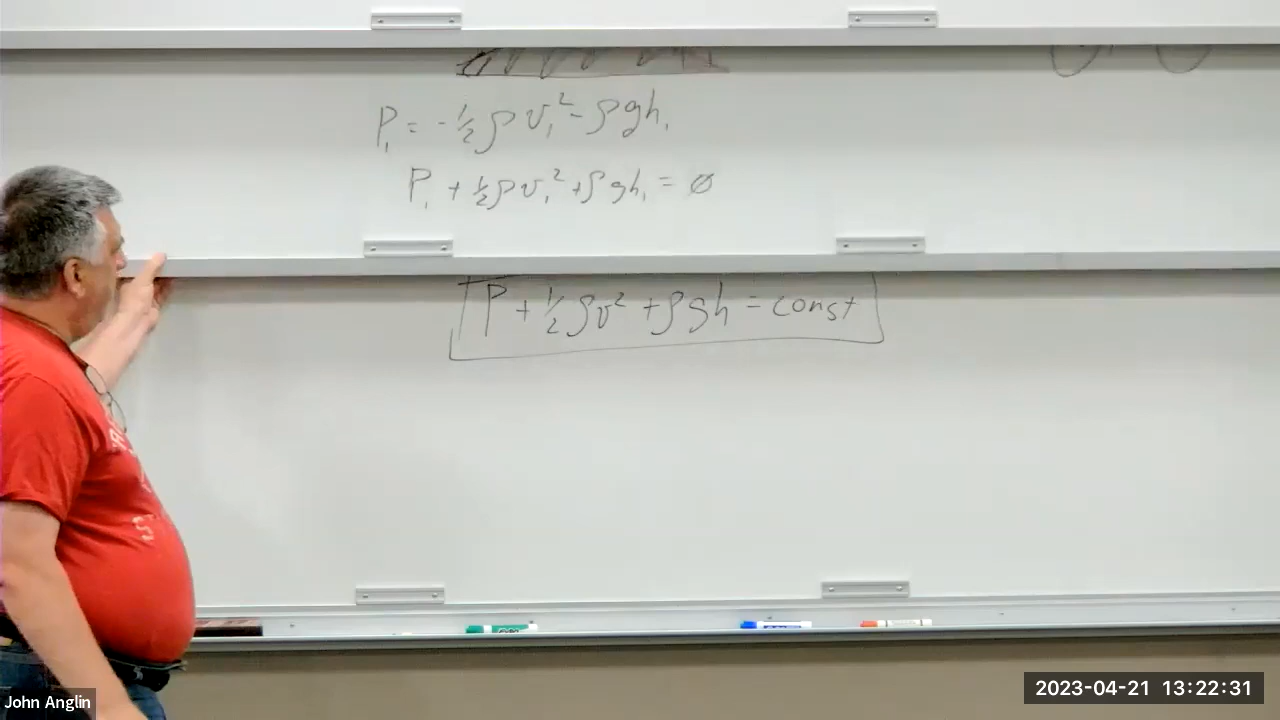 P₁ = -½ρv₁² - ρgh₁
P₁ + ½ρv₁² + ρgh₁ = ∅
P + ½ρv² + ρgh = const
John Anglin
2023-04-21 13:22:31